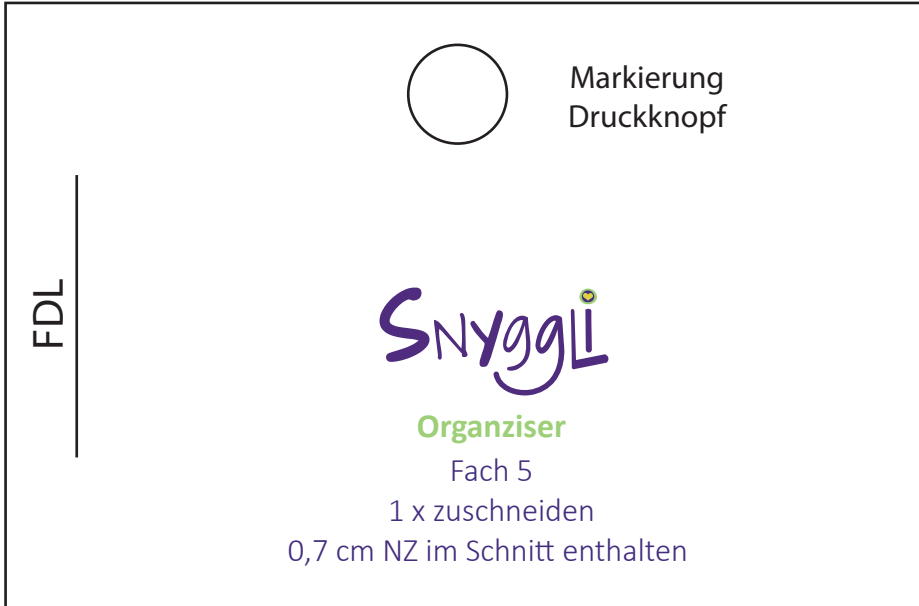 Markierung
Druckknopf
FDL
SNyggLi
Organziser
Fach 5
1 x zuschneiden
0,7 cm NZ im Schnitt enthalten